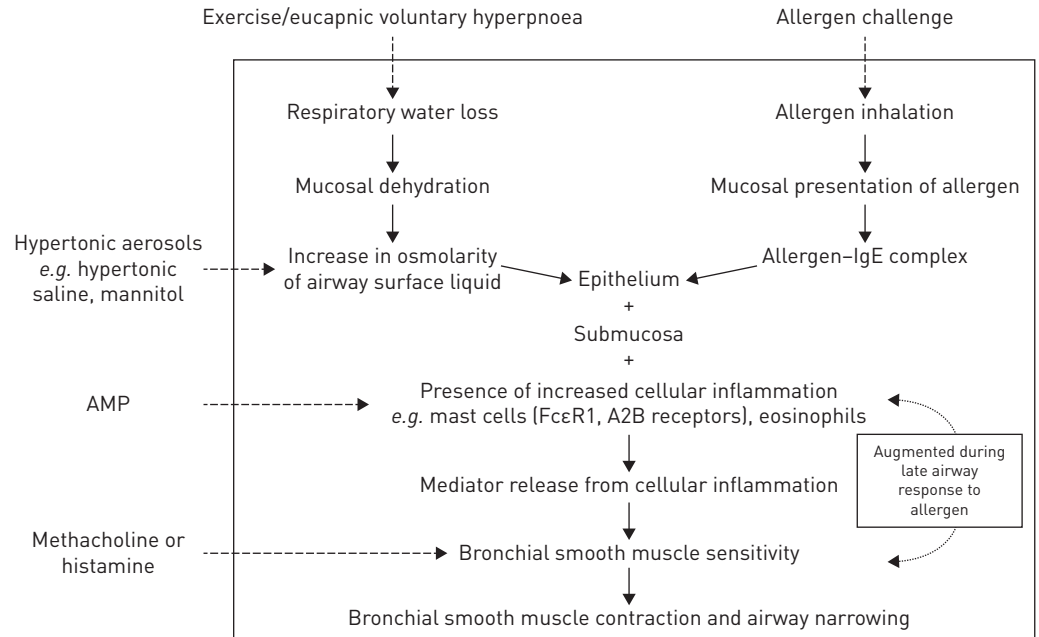 Exercise/eucapnic voluntary hyperpnoea
Allergen challenge
Respiratory water loss
Allergen inhalation
Mucosal dehydration
Mucosal presentation of allergen
Hypertonic aerosols
e.g. hypertonic
saline, mannitol
Increase in osmolarity
of airway surface liquid
Allergen–IgE complex
Epithelium
+
Submucosa
+
AMP
Presence of increased cellular inflammation
e.g. mast cells (FcεR1, A2B receptors), eosinophils
Augmented during
late airway
response to
allergen
Mediator release from cellular inflammation
Methacholine or
histamine
Bronchial smooth muscle sensitivity
Bronchial smooth muscle contraction and airway narrowing